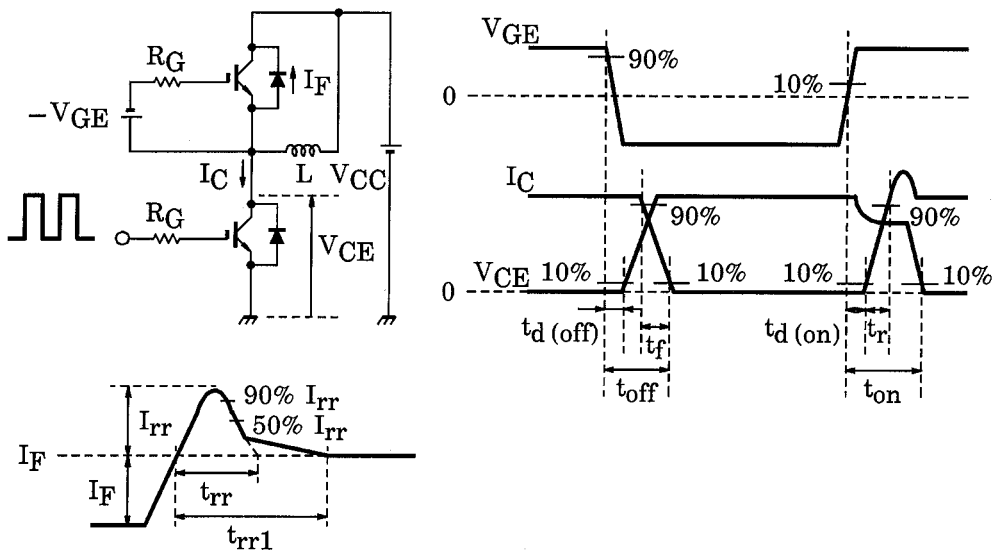 R_G
I_F
−V_GE
I_C
L
V_CC
R_G
V_CE
V_GE
90%
10%
0
I_C
90%
90%
V_CE
10%
10%
10%
10%
0
t_d (off)
t_f
t_d (on)
t_r
t_off
t_on
I_rr
90% I_rr
50% I_rr
I_F
I_F
t_rr
t_rr1